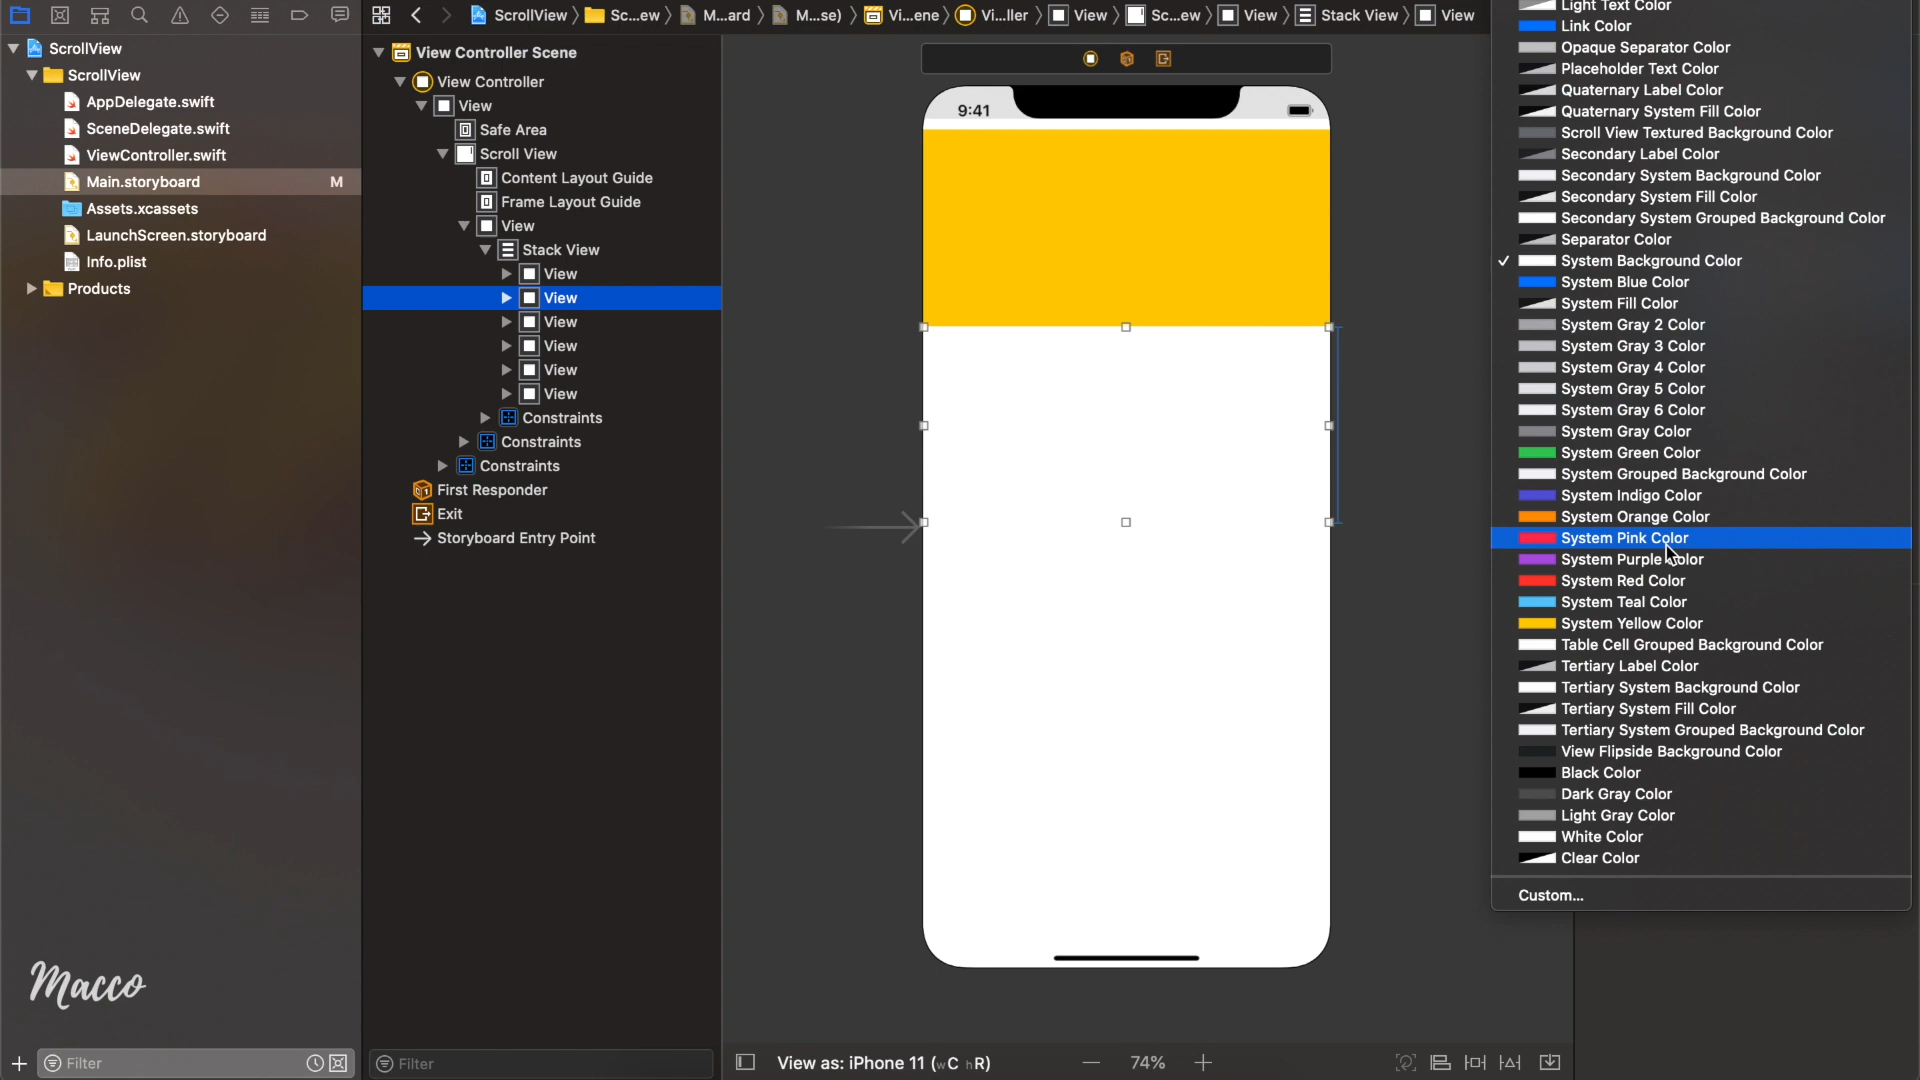 ScrollView
Sc...ew
M...ard
M...se)
Vi...ene
Vi...ller
View
Sc...ew
View
Stack View
View
ScrollView
ScrollView
AppDelegate.swift
SceneDelegate.swift
ViewController.swift
Main.storyboard M
Assets.xcassets
LaunchScreen.storyboard
Info.plist
Products
Macco
Filter
View Controller Scene
View Controller
View
Safe Area
Scroll View
Content Layout Guide
Frame Layout Guide
View
Stack View
View
View
View
View
View
View
Constraints
Constraints
Constraints
First Responder
Exit
Storyboard Entry Point
Filter
9:41
View as: iPhone 11 (wC hR)
74%
Light Text Color
Link Color
Opaque Separator Color
Placeholder Text Color
Quaternary Label Color
Quaternary System Fill Color
Scroll View Textured Background Color
Secondary Label Color
Secondary System Background Color
Secondary System Fill Color
Secondary System Grouped Background Color
Separator Color
System Background Color
System Blue Color
System Fill Color
System Gray 2 Color
System Gray 3 Color
System Gray 4 Color
System Gray 5 Color
System Gray 6 Color
System Gray Color
System Green Color
System Grouped Background Color
System Indigo Color
System Orange Color
System Pink Color
System Purple Color
System Red Color
System Teal Color
System Yellow Color
Table Cell Grouped Background Color
Tertiary Label Color
Tertiary System Background Color
Tertiary System Fill Color
Tertiary System Grouped Background Color
View Flipside Background Color
Black Color
Dark Gray Color
Light Gray Color
White Color
Clear Color
Custom...